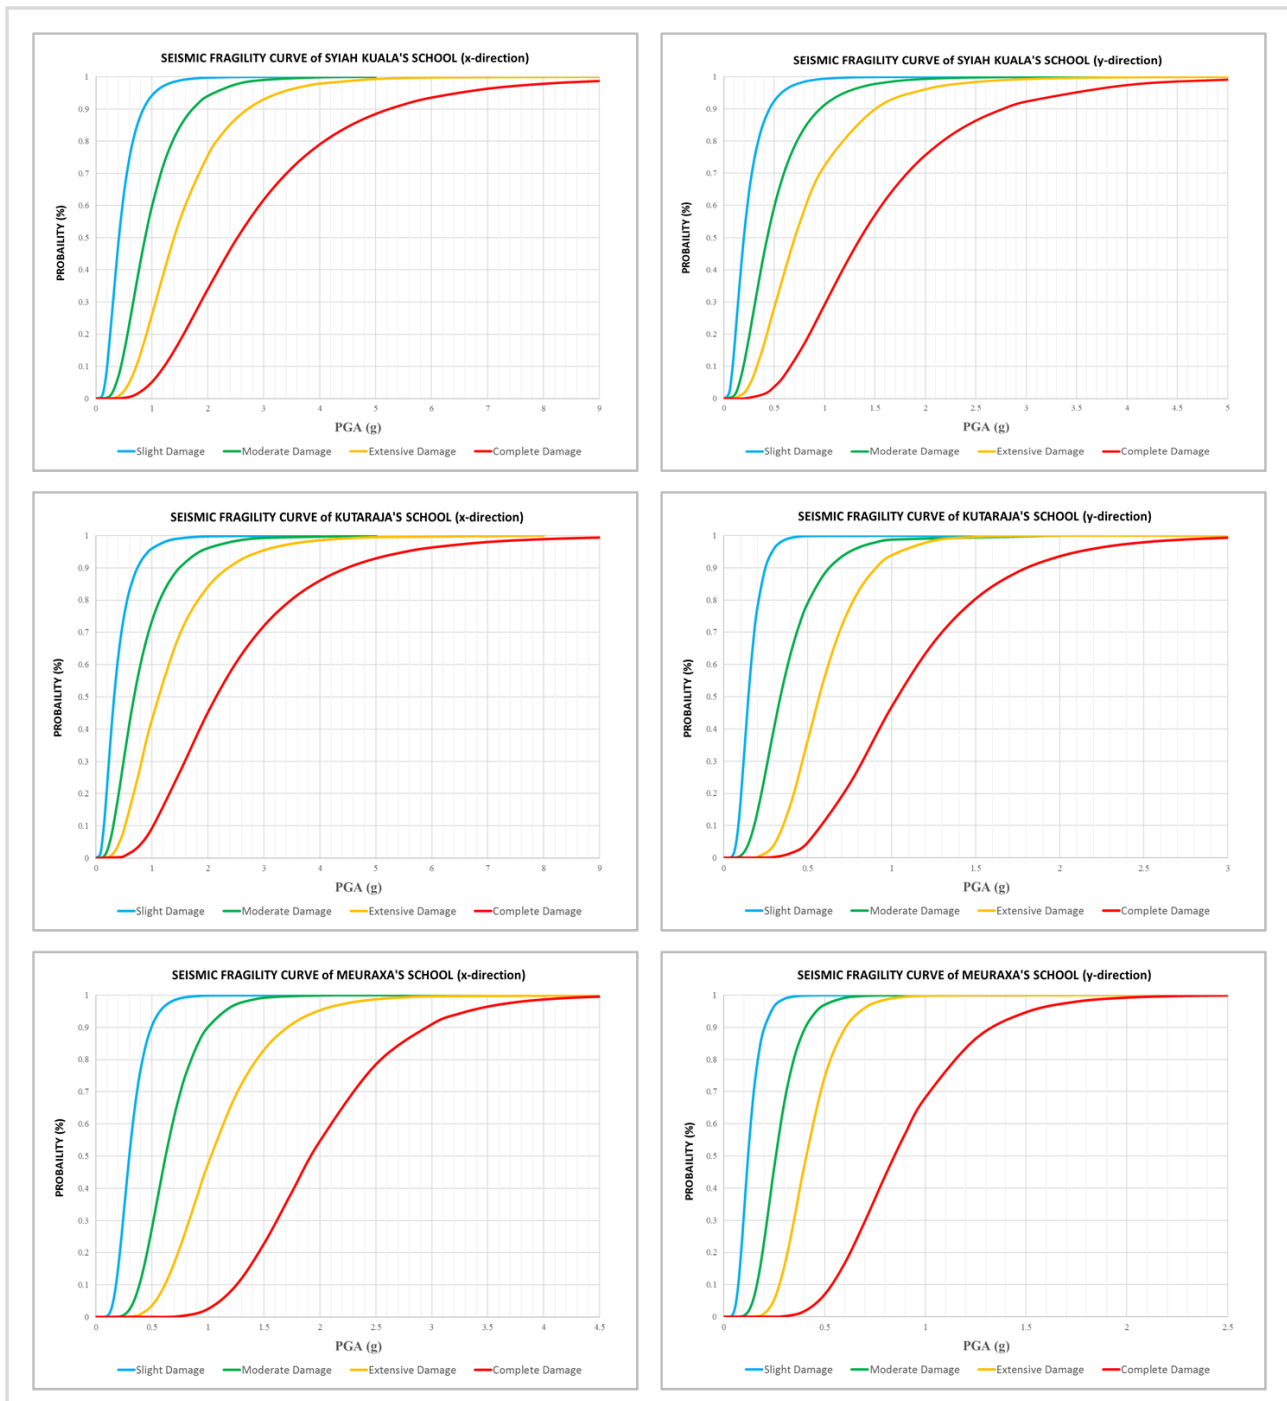 SEISMIC FRAGILITY CURVE of SYIAH KUALA'S SCHOOL (x-direction)
1
0.9
0.8
0.7
0.6
0.5
0.4
0.3
0.2
0.1
0
PROBAILITY (%)
0 1 2 3 4 5 6 7 8 9
PGA (g)
Slight Damage Moderate Damage Extensive Damage Complete Damage
SEISMIC FRAGILITY CURVE of SYIAH KUALA'S SCHOOL (y-direction)
1
0.9
0.8
0.7
0.6
0.5
0.4
0.3
0.2
0.1
0
PROBAILITY (%)
0 0.5 1 1.5 2 2.5 3 3.5 4 4.5 5
PGA (g)
Slight Damage Moderate Damage Extensive Damage Complete Damage
SEISMIC FRAGILITY CURVE of KUTARAJA'S SCHOOL (x-direction)
1
0.9
0.8
0.7
0.6
0.5
0.4
0.3
0.2
0.1
0
PROBAILITY (%)
0 1 2 3 4 5 6 7 8 9
PGA (g)
Slight Damage Moderate Damage Extensive Damage Complete Damage
SEISMIC FRAGILITY CURVE of KUTARAJA'S SCHOOL (y-direction)
1
0.9
0.8
0.7
0.6
0.5
0.4
0.3
0.2
0.1
0
PROBAILITY (%)
0 0.5 1 1.5 2 2.5 3
PGA (g)
Slight Damage Moderate Damage Extensive Damage Complete Damage
SEISMIC FRAGILITY CURVE of MEURAXA'S SCHOOL (x-direction)
1
0.9
0.8
0.7
0.6
0.5
0.4
0.3
0.2
0.1
0
PROBAILITY (%)
0 0.5 1 1.5 2 2.5 3 3.5 4 4.5
PGA (g)
Slight Damage Moderate Damage Extensive Damage Complete Damage
SEISMIC FRAGILITY CURVE of MEURAXA'S SCHOOL (y-direction)
1
0.9
0.8
0.7
0.6
0.5
0.4
0.3
0.2
0.1
0
PROBAILITY (%)
0 0.5 1 1.5 2 2.5
PGA (g)
Slight Damage Moderate Damage Extensive Damage Complete Damage